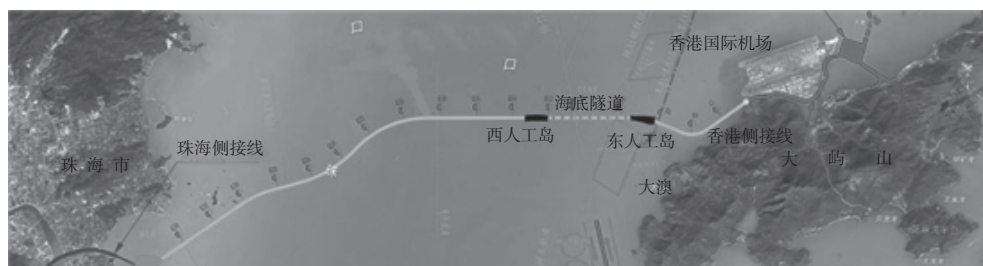 香港国际机场
海底隧道
西人工岛
东人工岛
香港侧接线
珠海侧接线
珠海市
大屿山
大澳